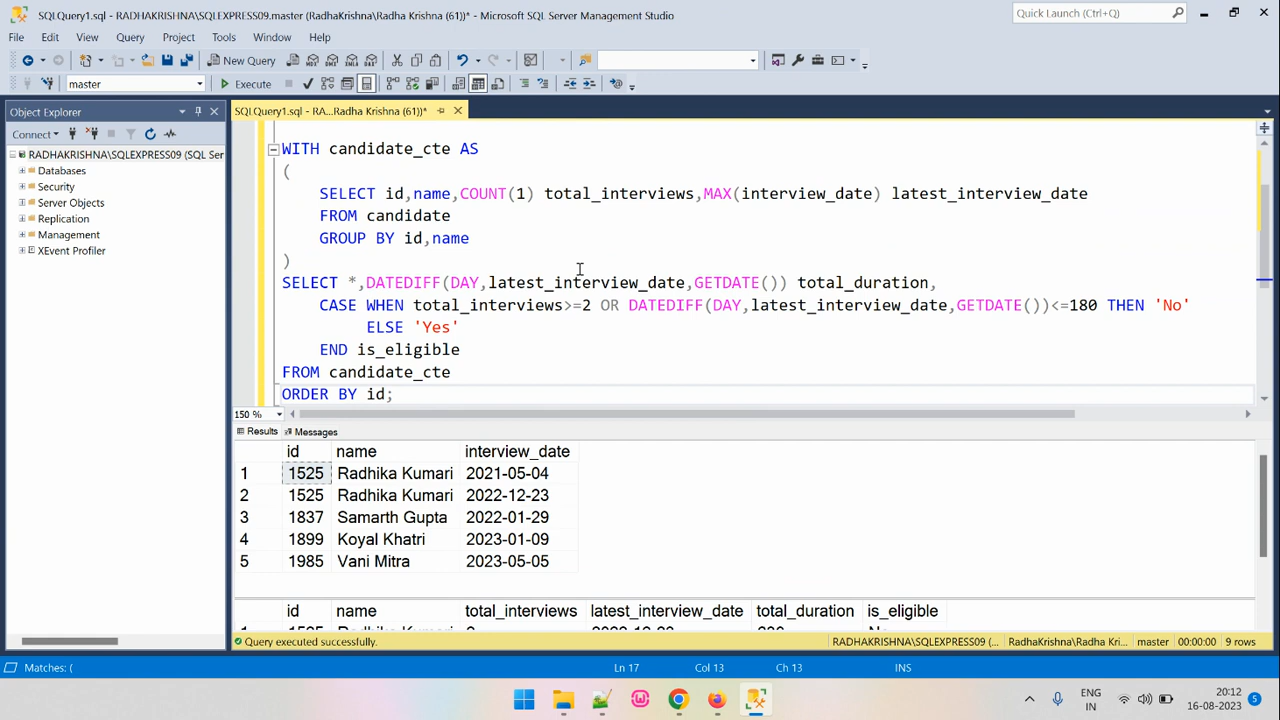 SQLQuery1.sql - RADHAKRISHNA\SQLEXPRESS09.master (RadhaKrishna\Radha Krishna (61))* - Microsoft SQL Server Management Studio
Quick Launch (Ctrl+Q)
File Edit View Query Project Tools Window Help
New Query
master Execute
Object Explorer
SQLQuery1.sql - RA...Radha Krishna (61))*
Connect
RADHAKRISHNA\SQLEXPRESS09 (SQL Ser
Databases
Security
Server Objects
Replication
Management
XEvent Profiler
WITH candidate_cte AS
(
SELECT id,name,COUNT(1) total_interviews,MAX(interview_date) latest_interview_date
FROM candidate
GROUP BY id,name
)
SELECT *,DATEDIFF(DAY,latest_interview_date,GETDATE()) total_duration,
CASE WHEN total_interviews>=2 OR DATEDIFF(DAY,latest_interview_date,GETDATE())<=180 THEN 'No'
ELSE 'Yes'
END is_eligible
FROM candidate_cte
ORDER BY id;
150 %
Results Messages
id name interview_date
1 1525 Radhika Kumari 2021-05-04
2 1525 Radhika Kumari 2022-12-23
3 1837 Samarth Gupta 2022-01-29
4 1899 Koyal Khatri 2023-01-09
5 1985 Vani Mitra 2023-05-05
id name total_interviews latest_interview_date total_duration is_eligible
Query executed successfully. RADHAKRISHNA\SQLEXPRESS09 (... RadhaKrishna\Radha Kri... master 00:00:00 9 rows
Matches: ( Ln 17 Col 13 Ch 13 INS
ENG IN 20:12 16-08-2023 5